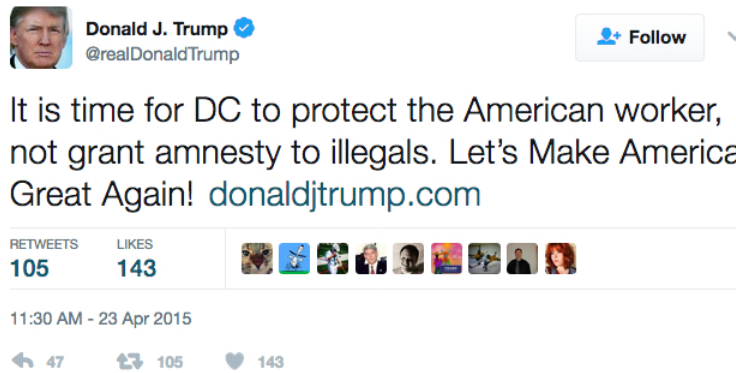 Donald J. Trump
@realDonaldTrump
Follow
It is time for DC to protect the American worker,
not grant amnesty to illegals. Let's Make America
Great Again! donaldjtrump.com
RETWEETS LIKES
105 143
11:30 AM - 23 Apr 2015
47 105 143